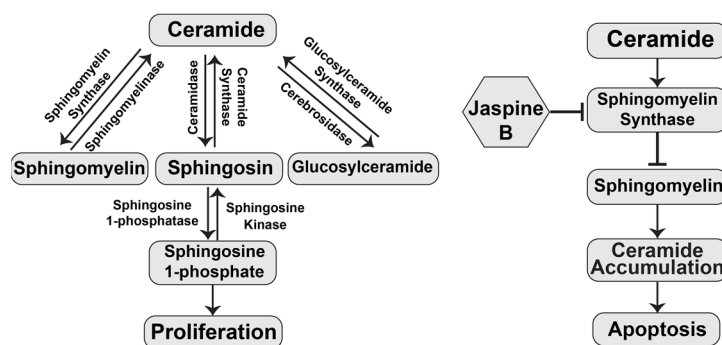 Ceramide
Sphingomyelin
Synthase
Sphingomyelinase
Ceramidase
Ceramide
Synthase
Glucosylceramide
Synthase
Cerebrosidase
Sphingomyelin
Sphingosin
Glucosylceramide
Sphingosine
1-phosphatase
Sphingosine
Kinase
Sphingosine
1-phosphate
Proliferation
Ceramide
Jaspine
B
Sphingomyelin
Synthase
Sphingomyelin
Ceramide
Accumulation
Apoptosis